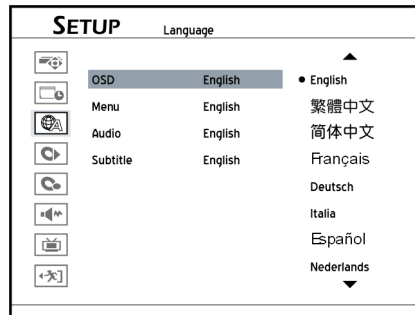 SETUP Language
OSD English
Menu English
Audio English
Subtitle English
English
繁體中文
简体中文
Français
Deutsch
Italia
Español
Nederlands